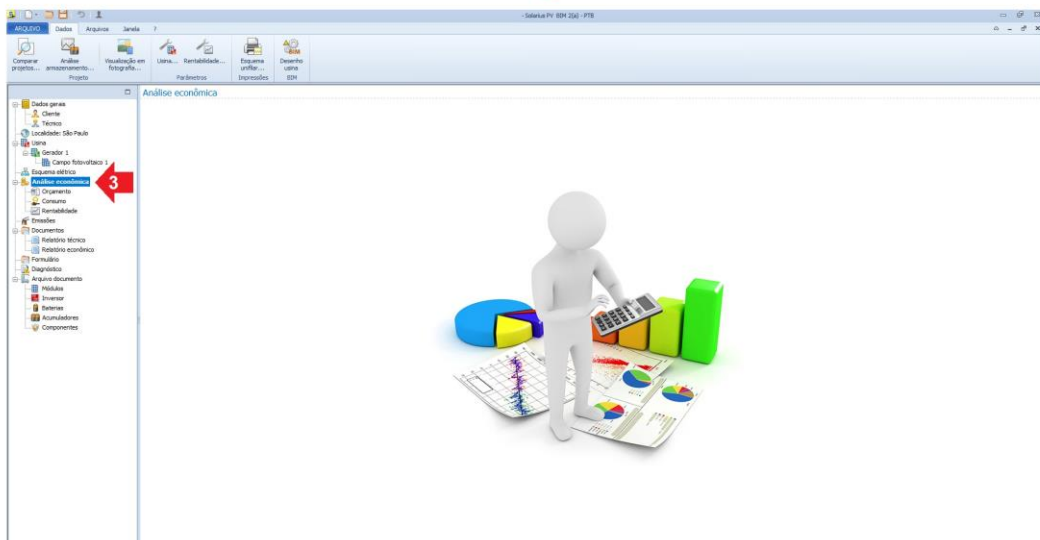 - Solarius PV BIM 2(a) - PTB
ARQUIVO Dados Arquivos Janela ?
Comparar projetos...
Análise armazenamento...
Visualização em fotografia...
Usina...
Rentabilidade...
Esquema unifilar...
Desenho usina
Projeto Parâmetros Impressões BIM
Análise econômica
Dados gerais
Cliente
Técnico
Localidade: São Paulo
Usina
Gerador 1
Campo fotovoltaico 1
Esquema elétrico
Análise econômica
3
Orçamento
Consumo
Rentabilidade
Emissões
Documentos
Relatório técnico
Relatório econômico
Formulário
Diagnóstico
Arquivo documento
Módulos
Inversor
Baterias
Acumuladores
Componentes